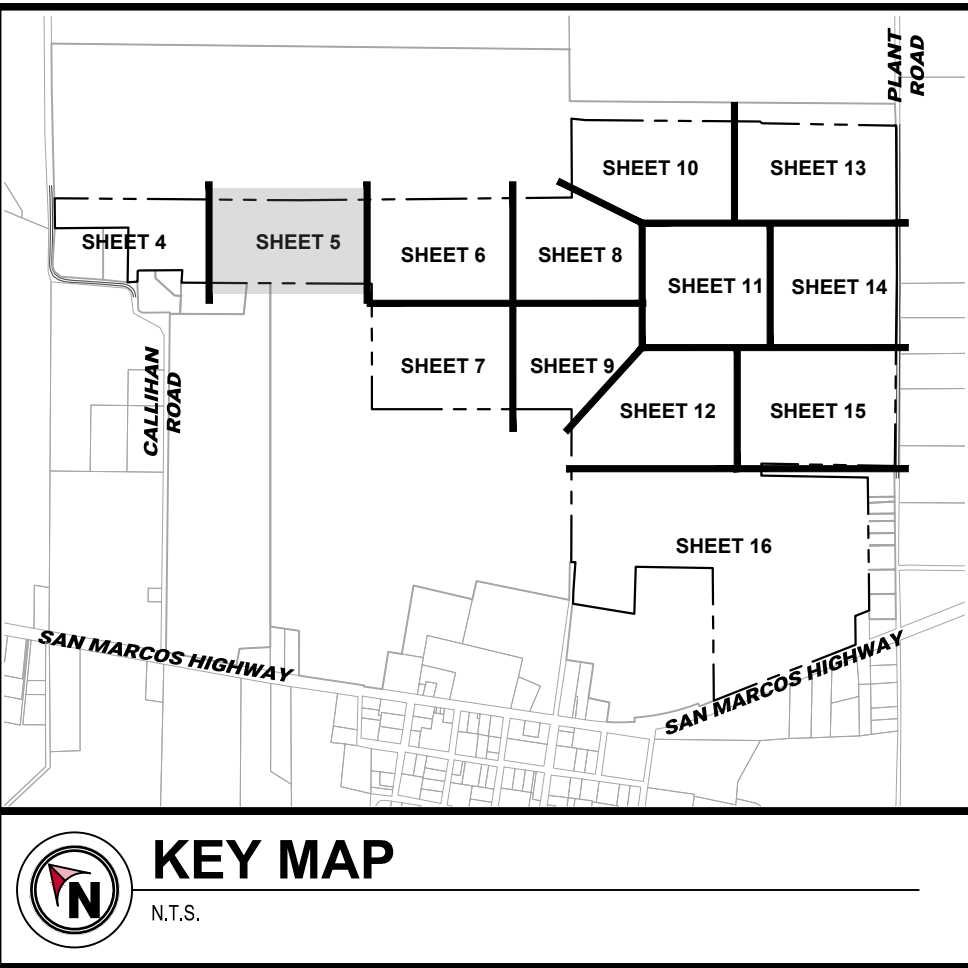 PLANT
ROAD
SHEET 10
SHEET 13
SHEET 4
SHEET 5
SHEET 6
SHEET 8
SHEET 11
SHEET 14
SHEET 7
SHEET 9
SHEET 12
SHEET 15
CALLIHAN
ROAD
SHEET 16
SAN MARCOS HIGHWAY
SAN MARCOS HIGHWAY
N
KEY MAP
N.T.S.